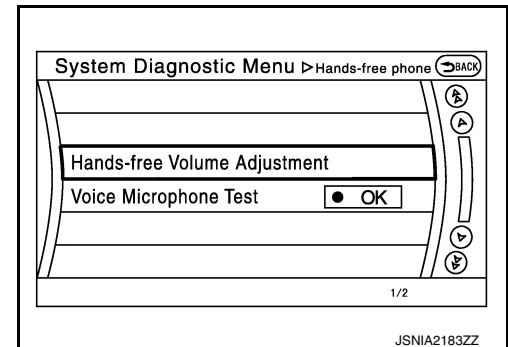 System Diagnostic Menu ▷Hands-free phone BACK
Hands-free Volume Adjustment
Voice Microphone Test ● OK
1/2
JSNIA2183ZZ